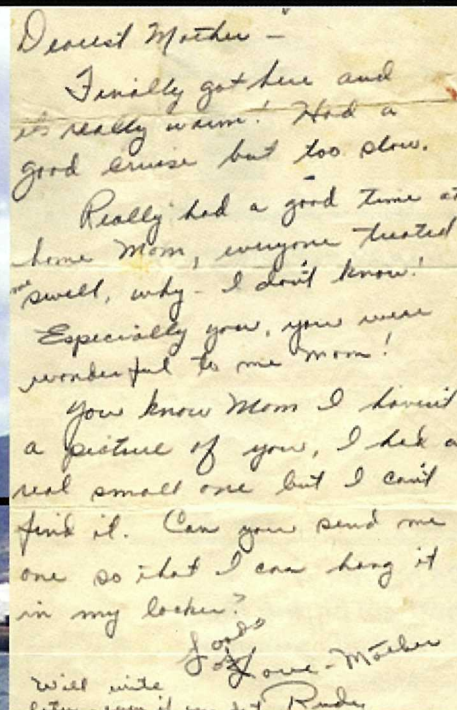 Dearest Mother -
Finally got here and
it's really warm! Had a
good cruise but too slow.
Really had a good time at
home Mom, everyone treated
me swell, why - I don't know!
Especially you, you were
wonderful to me Mom!
You know Mom I haven't
a picture of you, I had a
real small one but I can't
find it. Can you send me
one so that I can hang it
in my locker?
Loads
of Love - Mother
Will write
Rudy